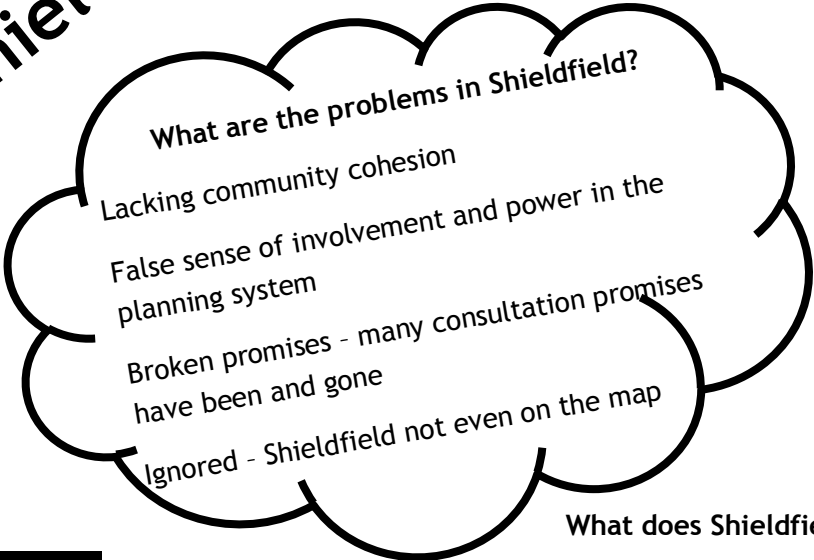 What are the problems in Shieldfield?
Lacking community cohesion
False sense of involvement and power in the
planning system
Broken promises – many consultation promises
have been and gone
Ignored – Shieldfield not even on the map
What does